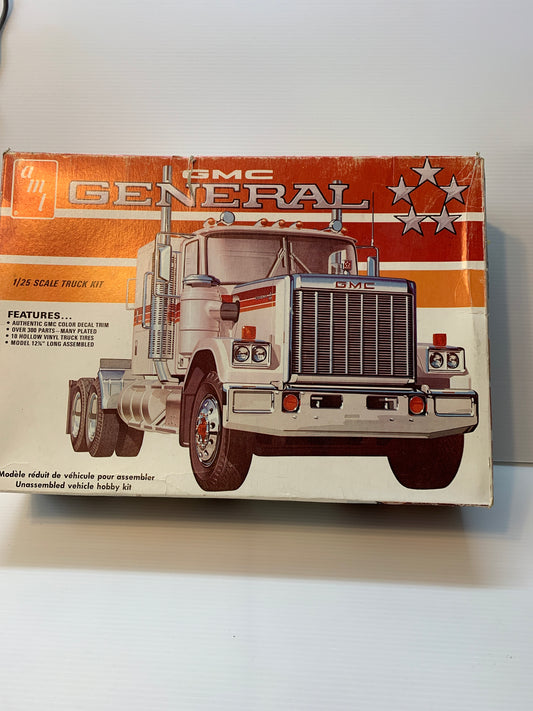 amt
GMC
GENERAL
1/25 SCALE TRUCK KIT
FEATURES...
• AUTHENTIC GMC COLOR DECAL TRIM
• OVER 300 PARTS—MANY PLATED
• 18 HOLLOW VINYL TRUCK TIRES
• MODEL 12¾" LONG ASSEMBLED
GMC
Modèle réduit de véhicule pour assembler
Unassembled vehicle hobby kit